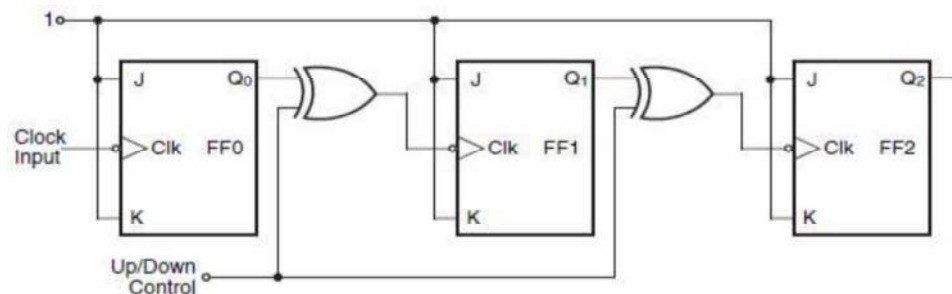 1
J Q0 J Q1 J Q2
Clock
Input
Clk FF0 Clk FF1 Clk FF2
K K K
Up/Down
Control